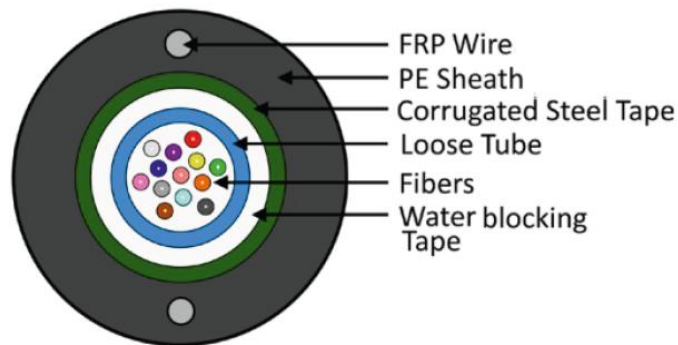 FRP Wire
PE Sheath
Corrugated Steel Tape
Loose Tube
Fibers
Water blocking
Tape